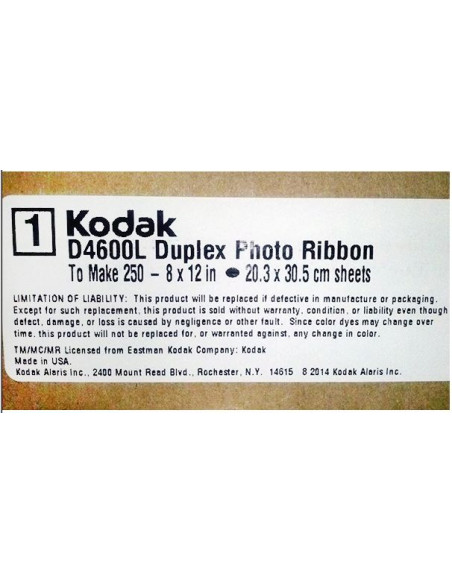 1 Kodak
D4600L Duplex Photo Ribbon
To Make 250 – 8 x 12 in ● 20.3 x 30.5 cm sheets
LIMITATION OF LIABILITY: This product will be replaced if defective in manufacture or packaging.
Except for such replacement, this product is sold without warranty, condition, or liability even though
defect, damage, or loss is caused by negligence or other fault. Since color dyes may change over
time, this product will not be replaced for, or warranted against, any change in color.
TM/MC/MR Licensed from Eastman Kodak Company: Kodak
Made in USA.
Kodak Alaris Inc., 2400 Mount Read Blvd., Rochester, N.Y. 14615 8 2014 Kodak Alaris Inc.